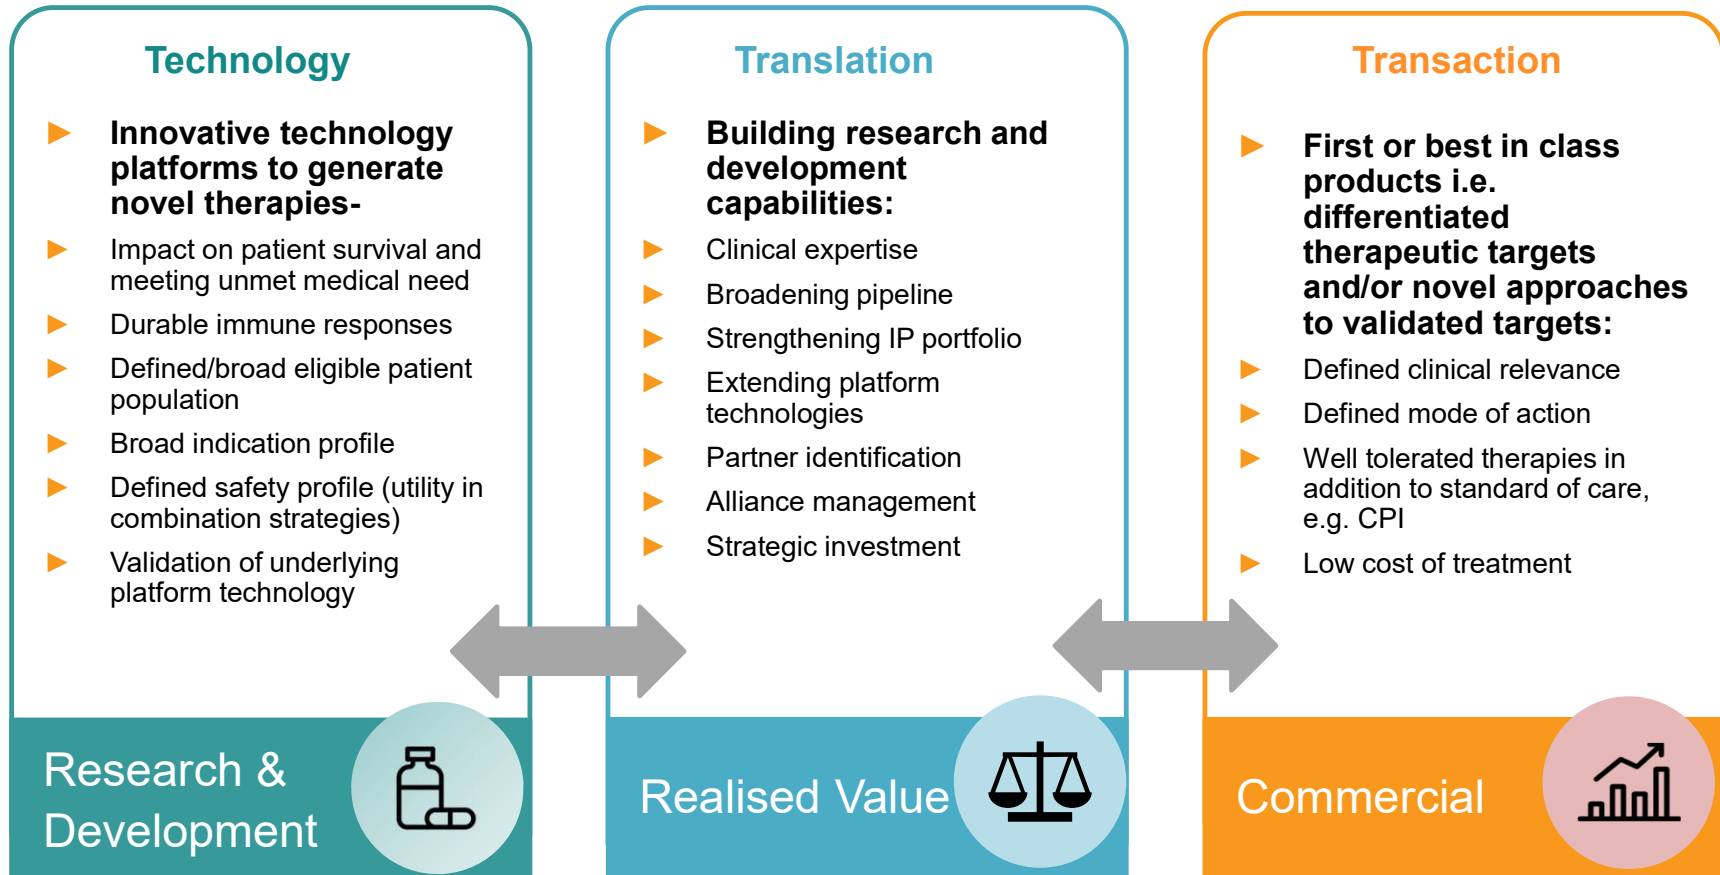 Technology
Innovative technology
platforms to generate
novel therapies-
Impact on patient survival and
meeting unmet medical need
Durable immune responses
Defined/broad eligible patient
population
Broad indication profile
Defined safety profile (utility in
combination strategies)
Validation of underlying
platform technology
Research &
Development
Translation
Building research and
development
capabilities:
Clinical expertise
Broadening pipeline
Strengthening IP portfolio
Extending platform
technologies
Partner identification
Alliance management
Strategic investment
Realised Value
Transaction
First or best in class
products i.e.
differentiated
therapeutic targets
and/or novel approaches
to validated targets:
Defined clinical relevance
Defined mode of action
Well tolerated therapies in
addition to standard of care,
e.g. CPI
Low cost of treatment
Commercial